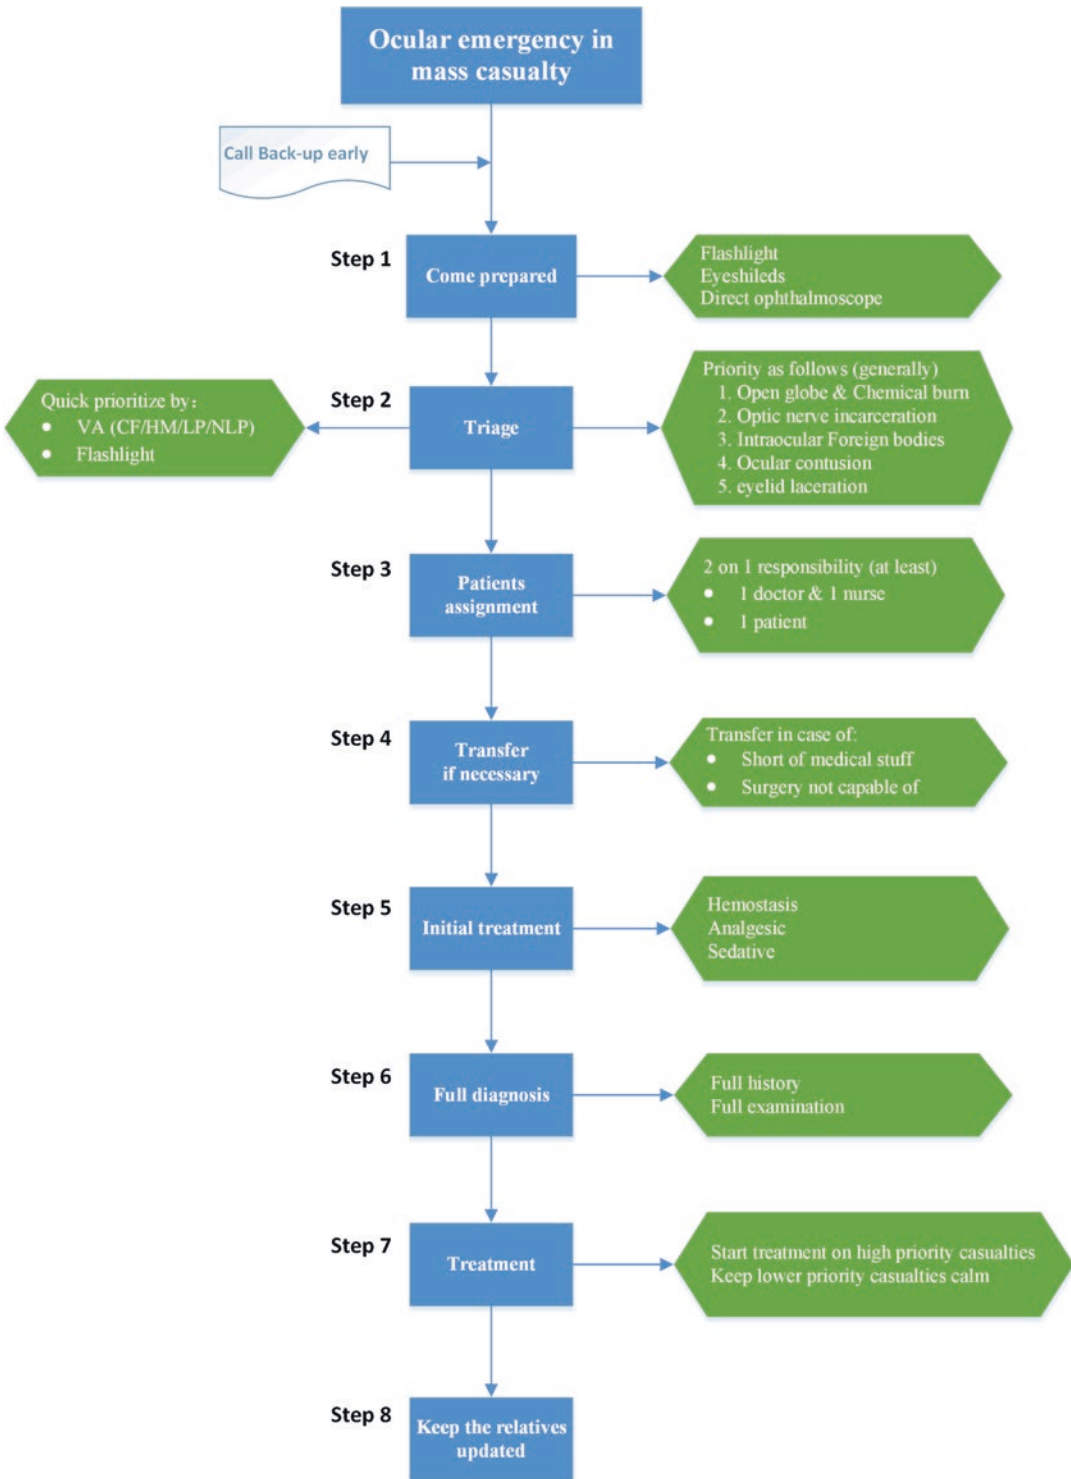 Ocular emergency in
mass casualty
Call Back-up early
Step 1
Come prepared
Flashlight
Eyeshileds
Direct ophthalmoscope
Step 2
Triage
Quick prioritize by:
● VA (CF/HM/LP/NLP)
● Flashlight
Priority as follows (generally)
1. Open globe & Chemical burn
2. Optic nerve incarceration
3. Intraocular Foreign bodies
4. Ocular contusion
5. eyelid laceration
Step 3
Patients
assignment
2 on 1 responsibility (at least)
● 1 doctor & 1 nurse
● 1 patient
Step 4
Transfer
if necessary
Transfer in case of:
● Short of medical stuff
● Surgery not capable of
Step 5
Initial treatment
Hemostasis
Analgesic
Sedative
Step 6
Full diagnosis
Full history
Full examination
Step 7
Treatment
Start treatment on high priority casualties
Keep lower priority casualties calm
Step 8
Keep the relatives
updated